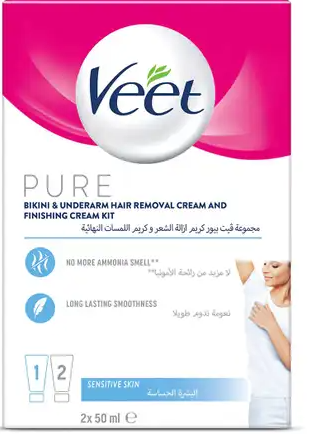 Veet
PURE
BIKINI & UNDERARM HAIR REMOVAL CREAM AND
FINISHING CREAM KIT
مجموعة ڤيت بيور كريم ازالة الشعر و كريم اللمسات النهائية
NO MORE AMMONIA SMELL**
لا مزيد من رائحة الأمونيا**
LONG LASTING SMOOTHNESS
نعومة تدوم طويلا
1 2
SENSITIVE SKIN
البشرة الحساسة
2x 50 ml ℮